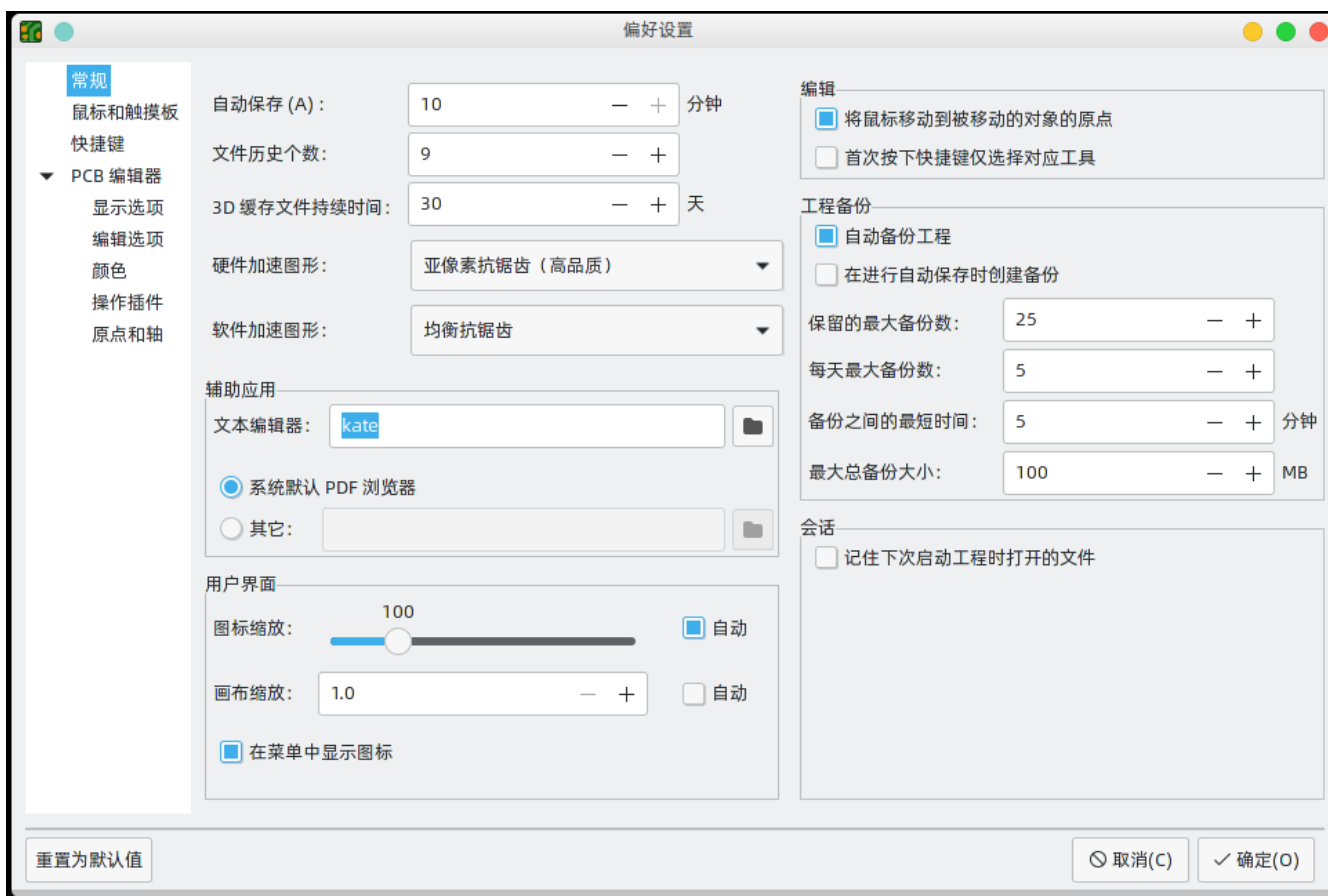 偏好设置
常规
鼠标和触摸板
快捷键
PCB 编辑器
显示选项
编辑选项
颜色
操作插件
原点和轴
自动保存 (A) : 10 分钟
文件历史个数: 9
3D 缓存文件持续时间: 30 天
硬件加速图形: 亚像素抗锯齿（高品质）
软件加速图形: 均衡抗锯齿
辅助应用
文本编辑器: kate
系统默认 PDF 浏览器
其它:
用户界面
100
图标缩放: 自动
画布缩放: 1.0 自动
在菜单中显示图标
编辑
将鼠标移动到被移动的对象的原点
首次按下快捷键仅选择对应工具
工程备份
自动备份工程
在进行自动保存时创建备份
保留的最大备份数: 25
每天最大备份数: 5
备份之间的最短时间: 5 分钟
最大总备份大小: 100 MB
会话
记住下次启动工程时打开的文件
重置为默认值 取消(C) 确定(O)